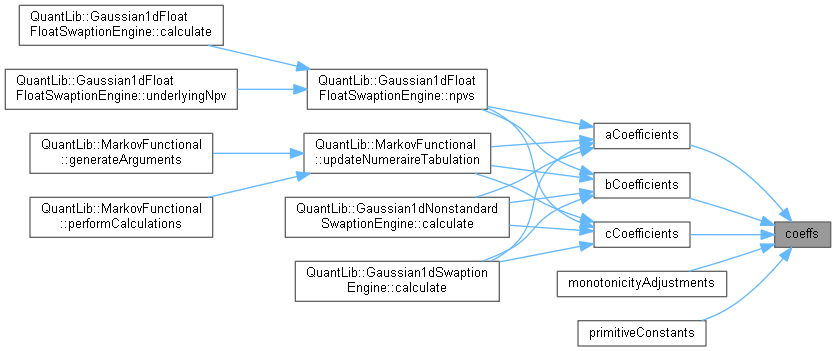 QuantLib::Gaussian1dFloat
FloatSwaptionEngine::calculate
QuantLib::Gaussian1dFloat
FloatSwaptionEngine::underlyingNpv
QuantLib::MarkovFunctional
::generateArguments
QuantLib::MarkovFunctional
::performCalculations
QuantLib::Gaussian1dFloat
FloatSwaptionEngine::npvs
QuantLib::MarkovFunctional
::updateNumeraireTabulation
QuantLib::Gaussian1dNonstandard
SwaptionEngine::calculate
QuantLib::Gaussian1dSwaption
Engine::calculate
aCoefficients
bCoefficients
cCoefficients
monotonicityAdjustments
primitiveConstants
coeffs